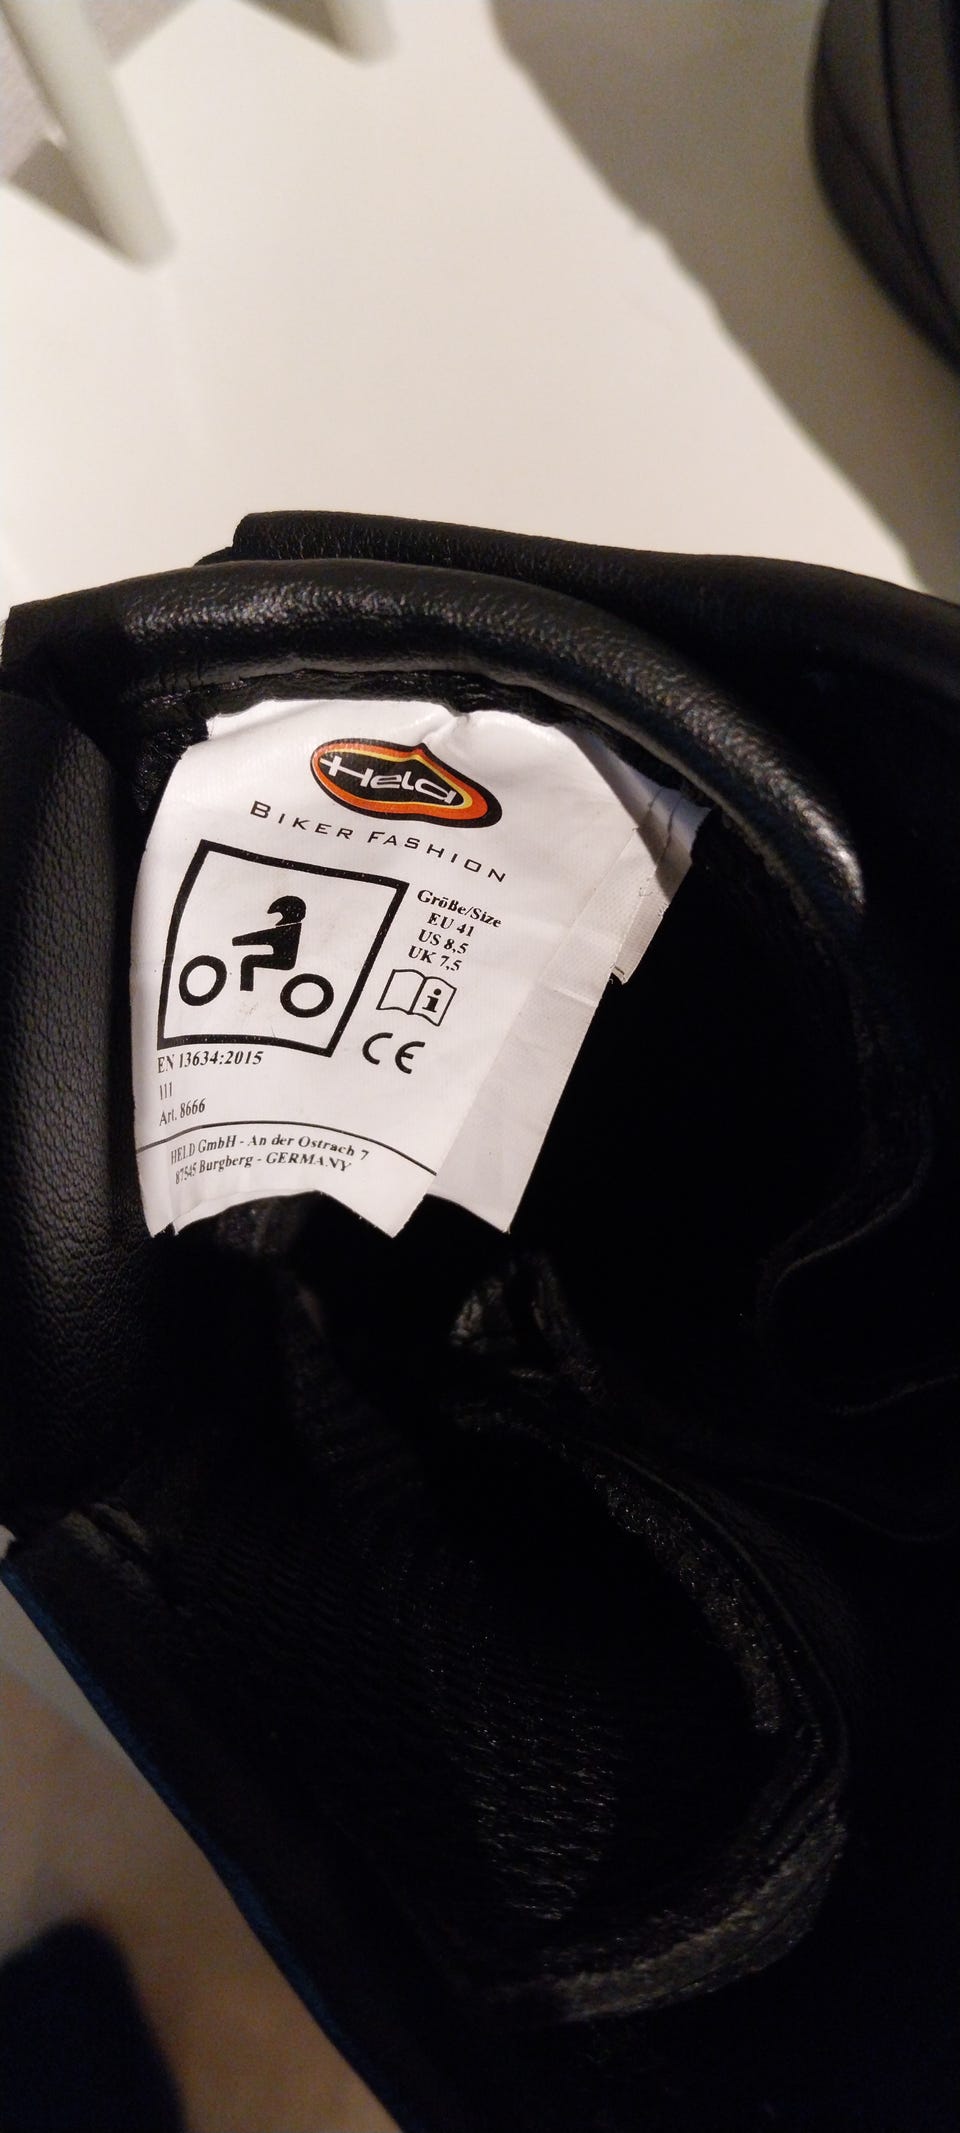 Held
BIKER FASHION
Größe/Size
EU 41
US 8,5
UK 7,5
i
CE
EN 13634:2015
111
Art. 8666
HELD GmbH - An der Ostrach 7
87545 Burgberg - GERMANY